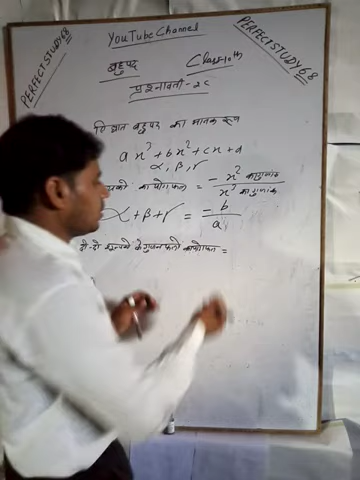 YouTube Channel
PERFECTSTUDY68
PERFECTSTUDY68
बहुपद Class-10th
प्रश्नावली-2C
त्रिघात बहुपद का मानक रूप
ax³+bx²+cx+d
α, β, γ
का योगफल = -x² का गुणांक / x³ का गुणांक
α+β+γ = -b/a
दो-दो शून्यको के गुणनफलो का योगफल =